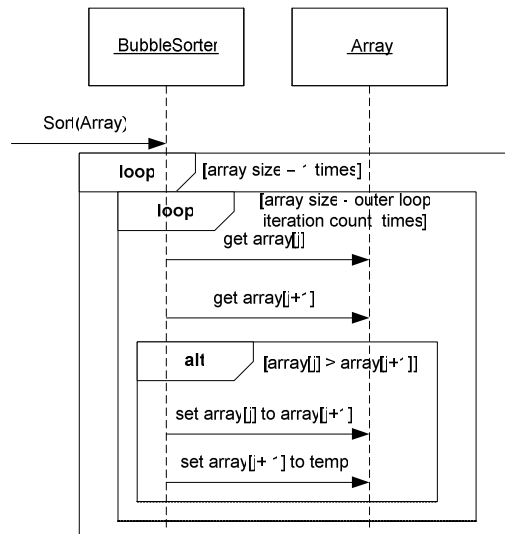 BubbleSorter
Array
Sort(Array)
loop
[array size – 1 times]
loop
[array size - outer loop
iteration count times]
get array[j]
get array[j+1]
alt
[array[j] > array[j+1]]
set array[j] to array[j+1]
set array[j+1] to temp